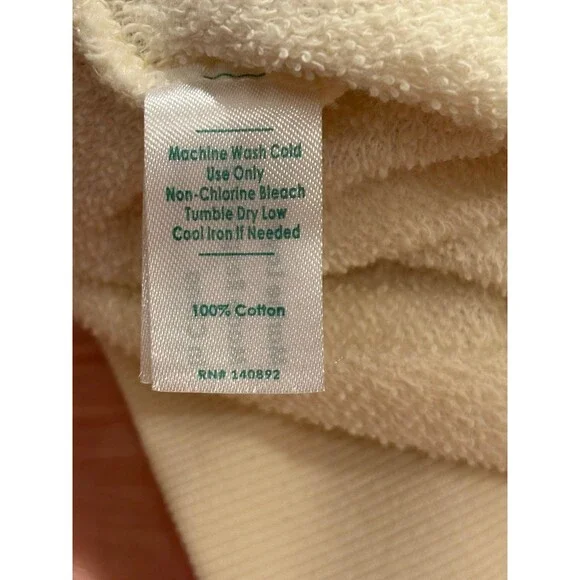 Machine Wash Cold
Use Only
Non-Chlorine Bleach
Tumble Dry Low
Cool Iron If Needed
100% Cotton
RN# 140892